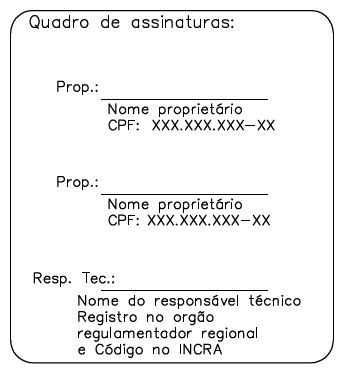 Quadro de assinaturas:
Prop.:
Nome proprietário
CPF: XXX.XXX.XXX-XX
Prop.:
Nome proprietário
CPF: XXX.XXX.XXX-XX
Resp. Tec.:
Nome do responsável técnico
Registro no orgão
regulamentador regional
e Código no INCRA